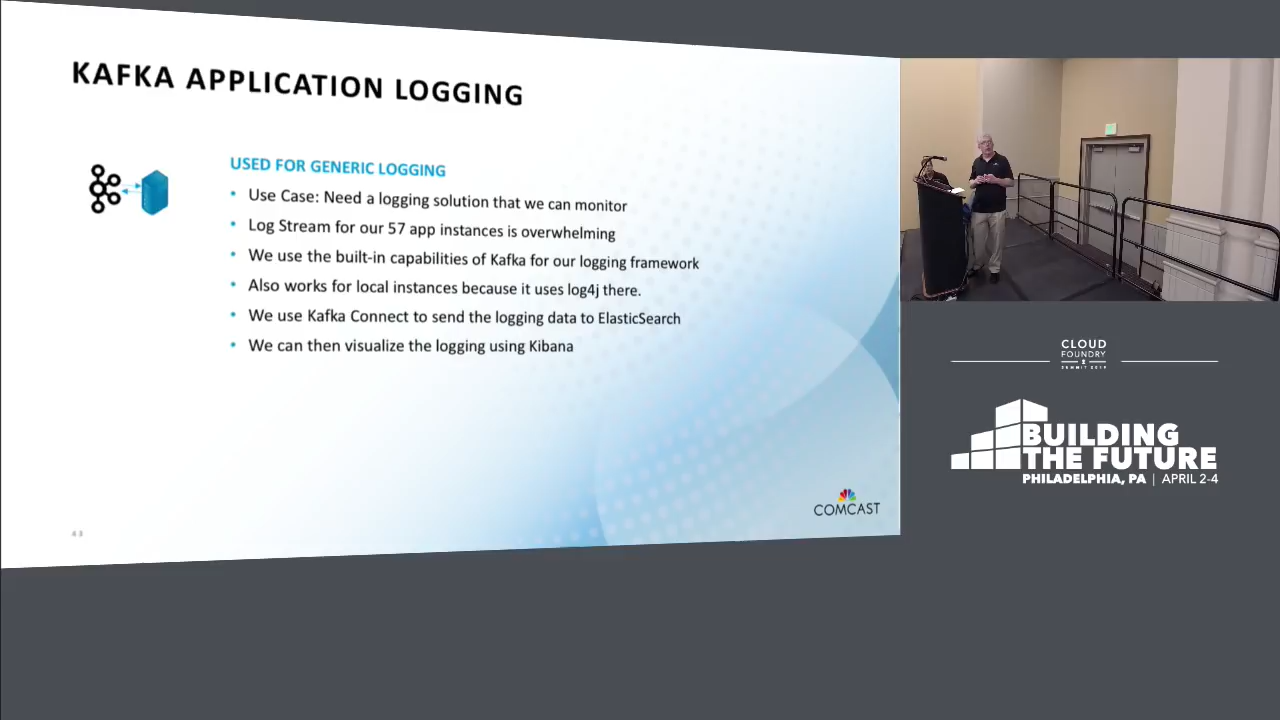 KAFKA APPLICATION LOGGING
USED FOR GENERIC LOGGING
• Use Case: Need a logging solution that we can monitor
• Log Stream for our 57 app instances is overwhelming
• We use the built-in capabilities of Kafka for our logging framework
• Also works for local instances because it uses log4j there.
• We use Kafka Connect to send the logging data to ElasticSearch
• We can then visualize the logging using Kibana
COMCAST
43
CLOUD
FOUNDRY
SUMMIT 2019
BUILDING
THE FUTURE
PHILADELPHIA, PA | APRIL 2-4